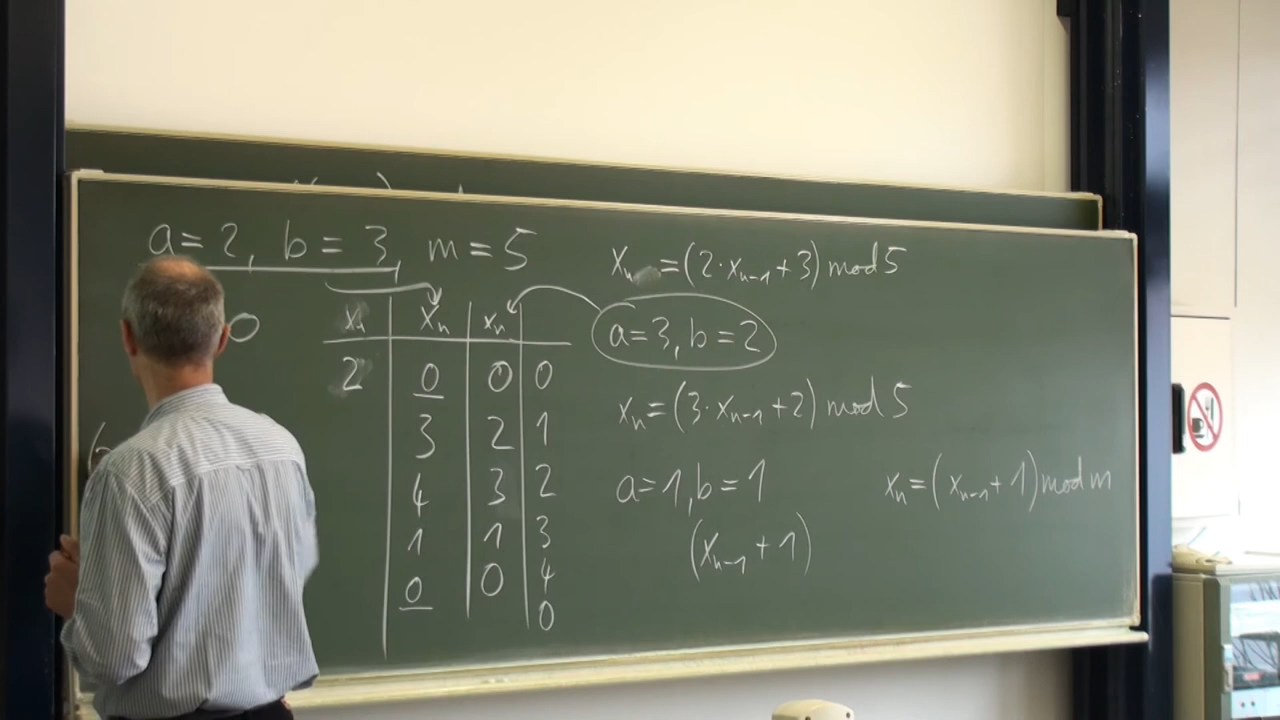 a=2, b=3, m=5
xₙ=(2·xₙ₋₁+3) mod 5
0
xₙ xₙ xₙ
a=3, b=2
2 0 0 0
3 2 1
xₙ=(3·xₙ₋₁+2) mod 5
4 3 2
a=1, b=1
xₙ=(xₙ₋₁+1) mod m
1 1 3
(xₙ₋₁+1)
0 0 4
0